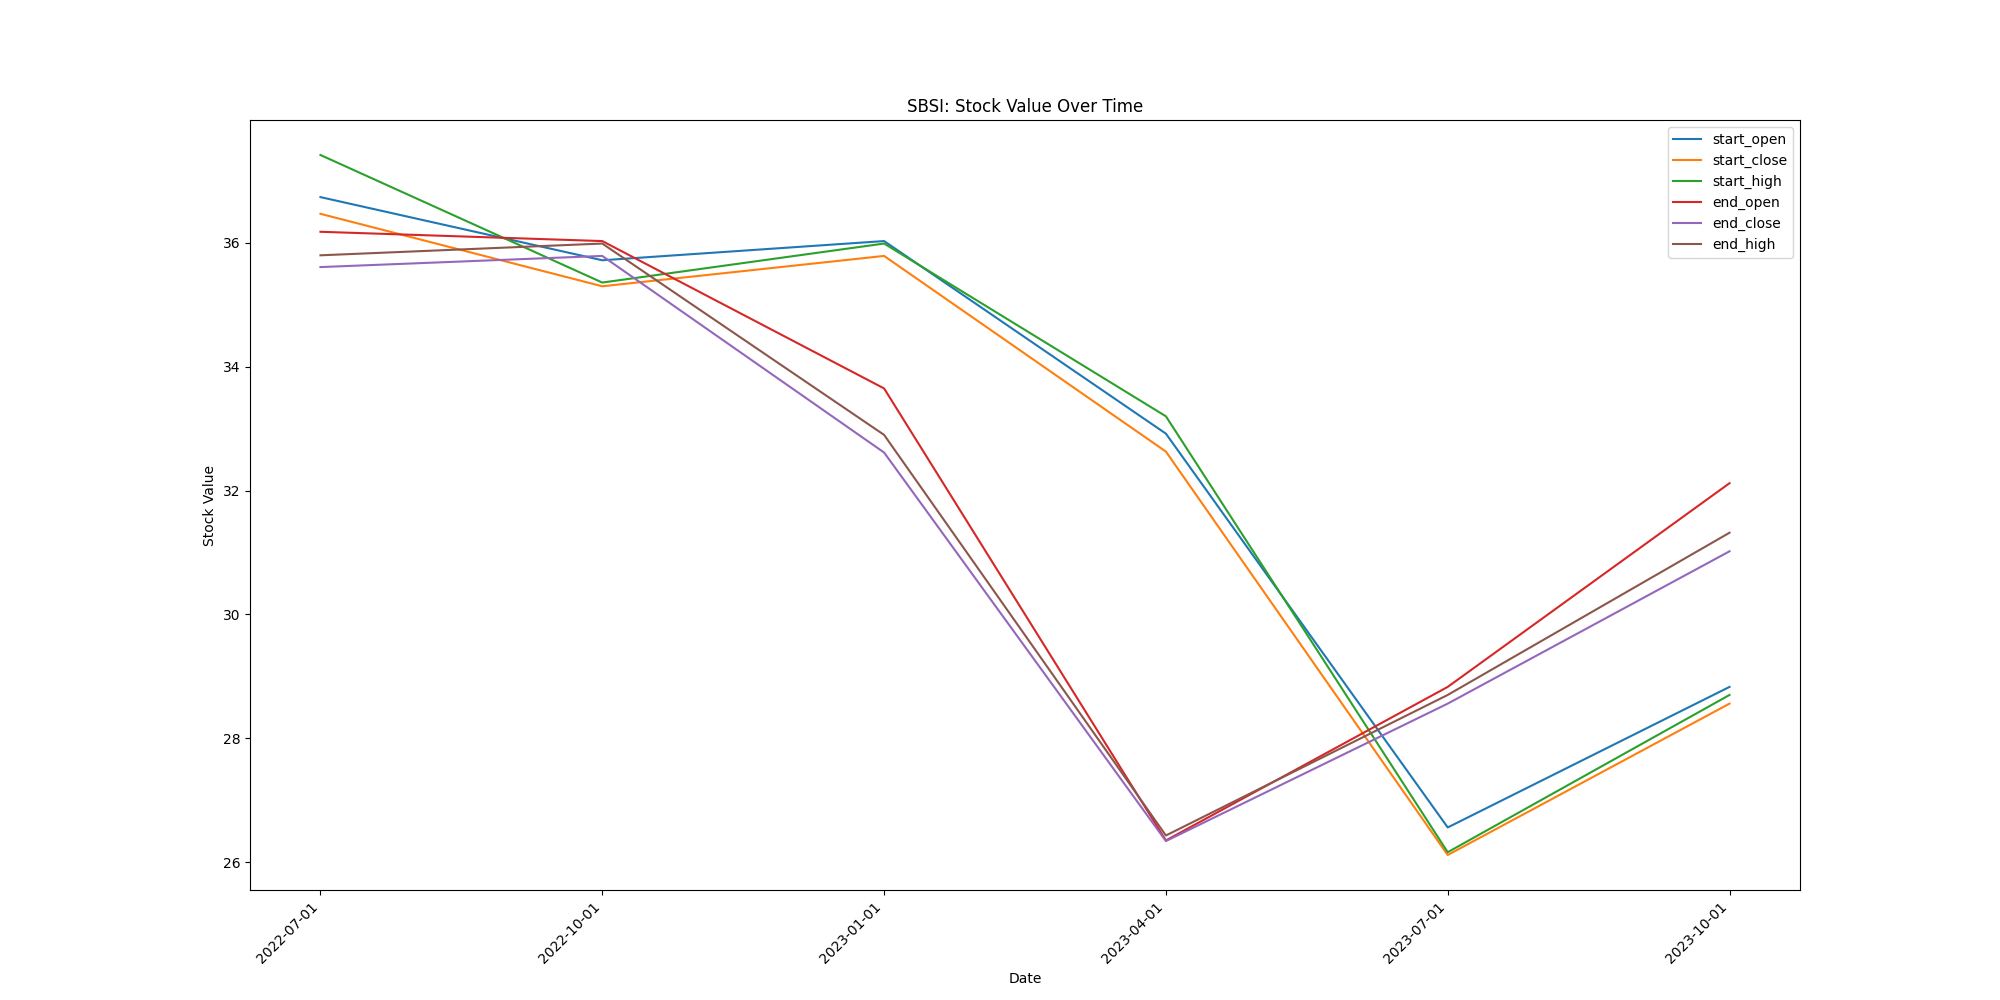 SBSI: Stock Value Over Time
start_open
start_close
start_high
end_open
end_close
end_high
Stock Value
36
34
32
30
28
26
2022-07-01
2022-10-01
2023-01-01
2023-04-01
2023-07-01
2023-10-01
Date